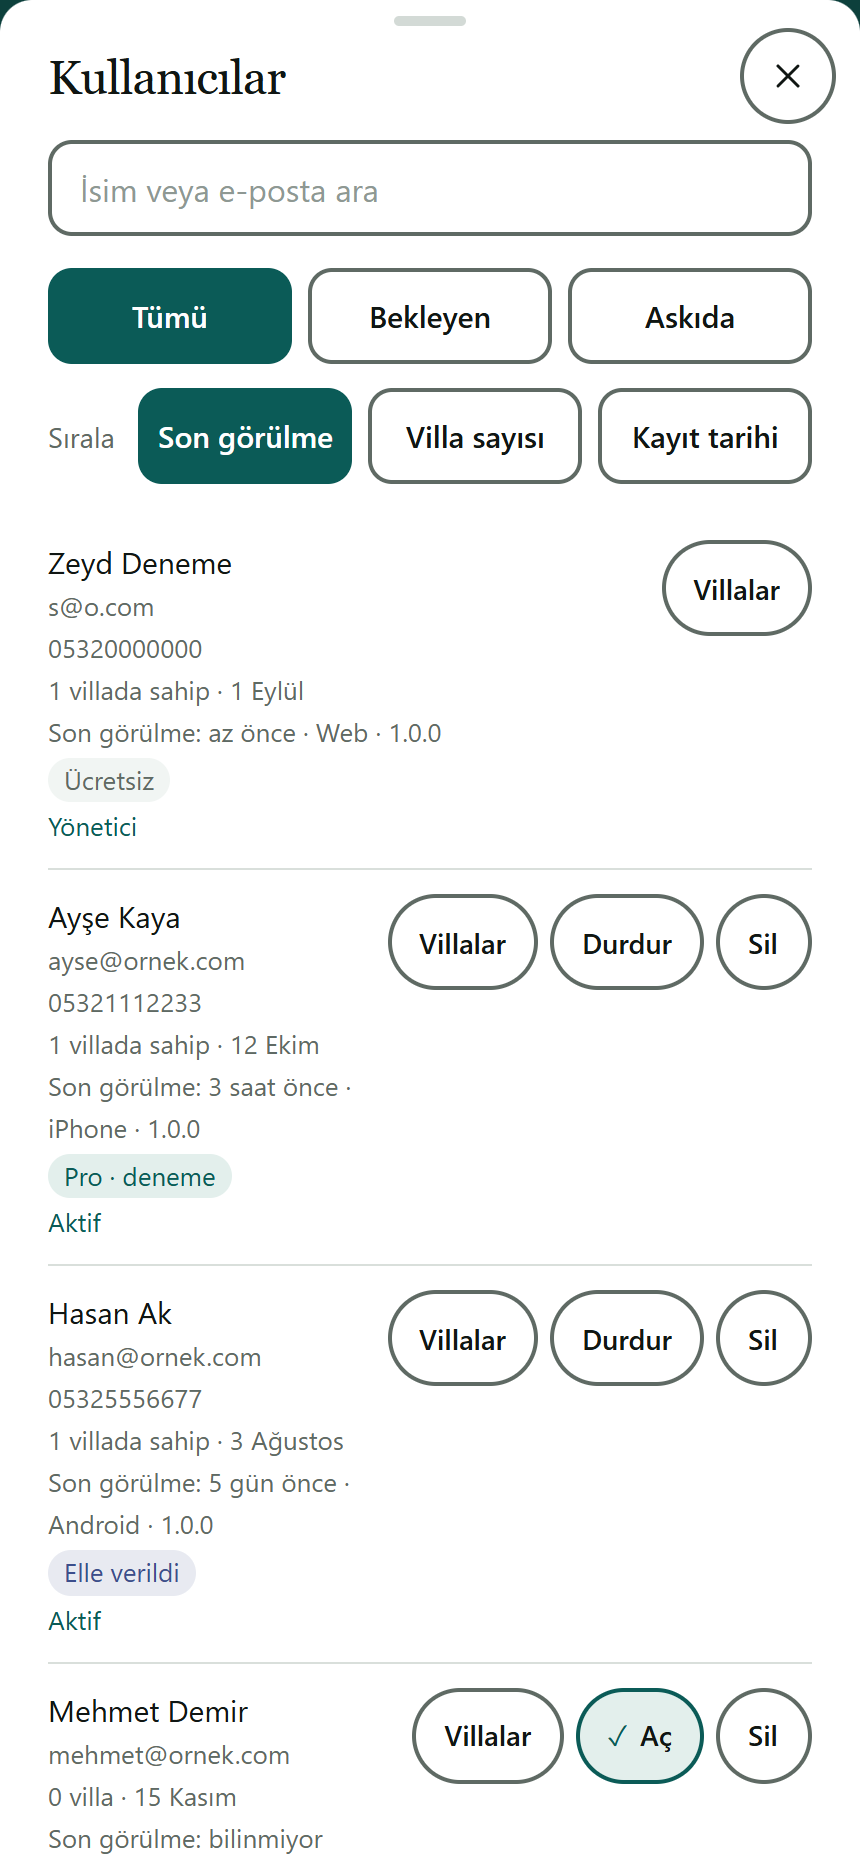 Kullanıcılar
İsim veya e-posta ara
Tümü
Bekleyen
Askıda
Sırala
Son görülme
Villa sayısı
Kayıt tarihi
Zeyd Deneme
Villalar
s@o.com
05320000000
1 villada sahip · 1 Eylül
Son görülme: az önce · Web · 1.0.0
Ücretsiz
Yönetici
Ayşe Kaya
Villalar
Durdur
Sil
ayse@ornek.com
05321112233
1 villada sahip · 12 Ekim
Son görülme: 3 saat önce ·
iPhone · 1.0.0
Pro · deneme
Aktif
Hasan Ak
Villalar
Durdur
Sil
hasan@ornek.com
05325556677
1 villada sahip · 3 Ağustos
Son görülme: 5 gün önce ·
Android · 1.0.0
Elle verildi
Aktif
Mehmet Demir
Villalar
✓ Aç
Sil
mehmet@ornek.com
0 villa · 15 Kasım
Son görülme: bilinmiyor